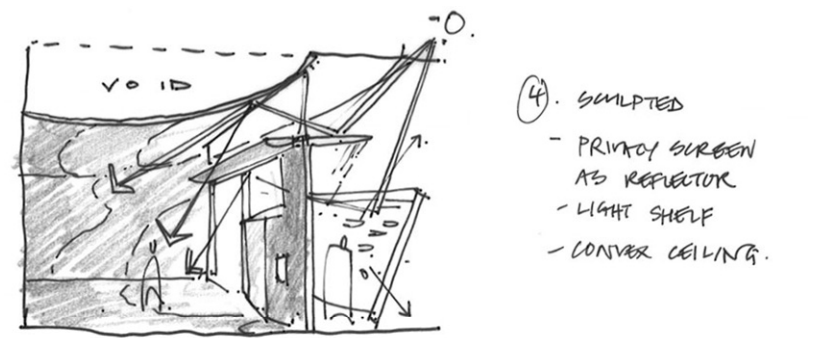 VOID
4. SCULPTED
- PRIVACY SCREEN
AS REFLECTOR
- LIGHT SHELF
- CONVEX CEILING.